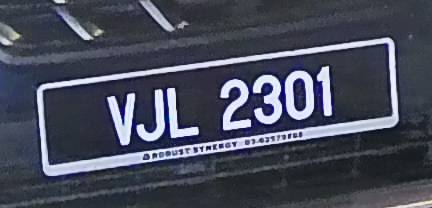 VJL 2301
ROBUST SYNERGY